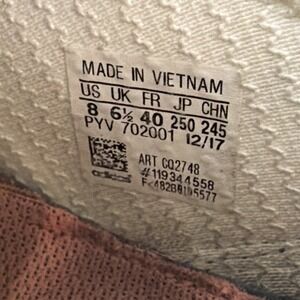 MADE IN VIETNAM
US UK FR JP CHN
8 6½ 40 250 245
PYV 702001 12/17
ART CQ2748
#119344558
adidas